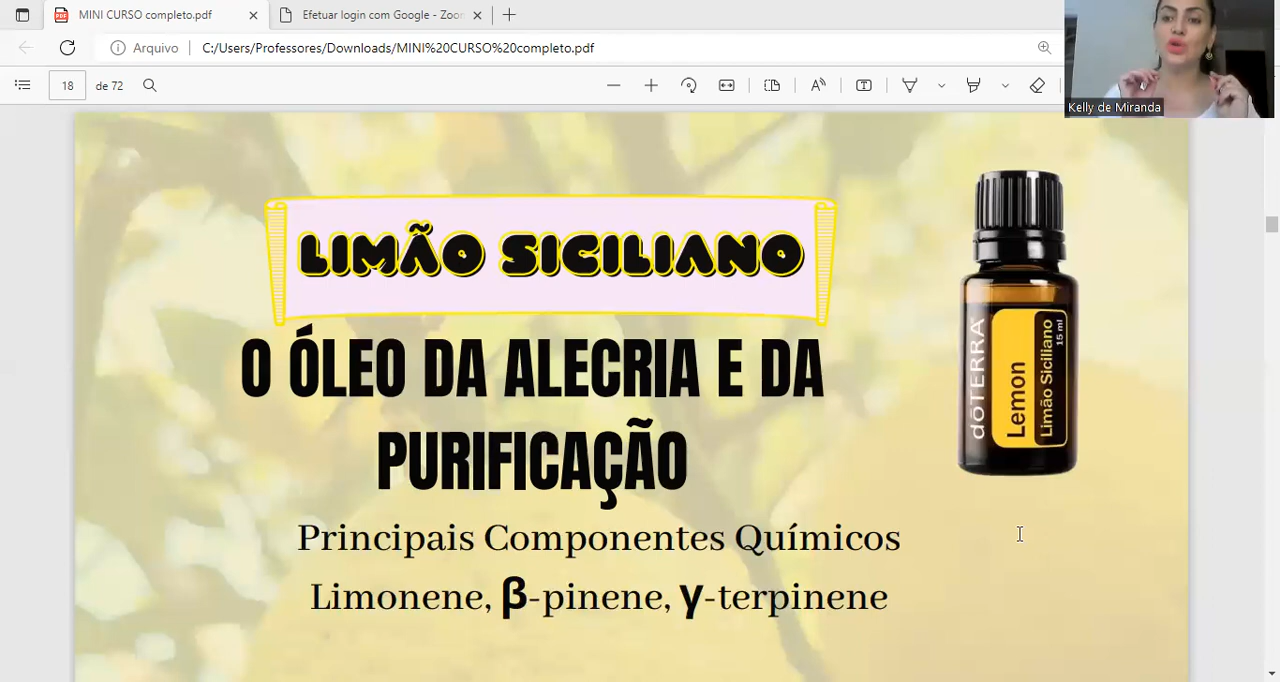 MINI CURSO completo.pdf
Efetuar login com Google - Zoo
Arquivo
C:/Users/Professores/Downloads/MINI%20CURSO%20completo.pdf
18 de 72
Kelly de Miranda
LIMÃO SICILIANO
O ÓLEO DA ALECRIA E DA
PURIFICAÇÃO
Principais Componentes Químicos
Limonene, β-pinene, γ-terpinene
dōTERRA
Lemon
Limão Siciliano
15 ml